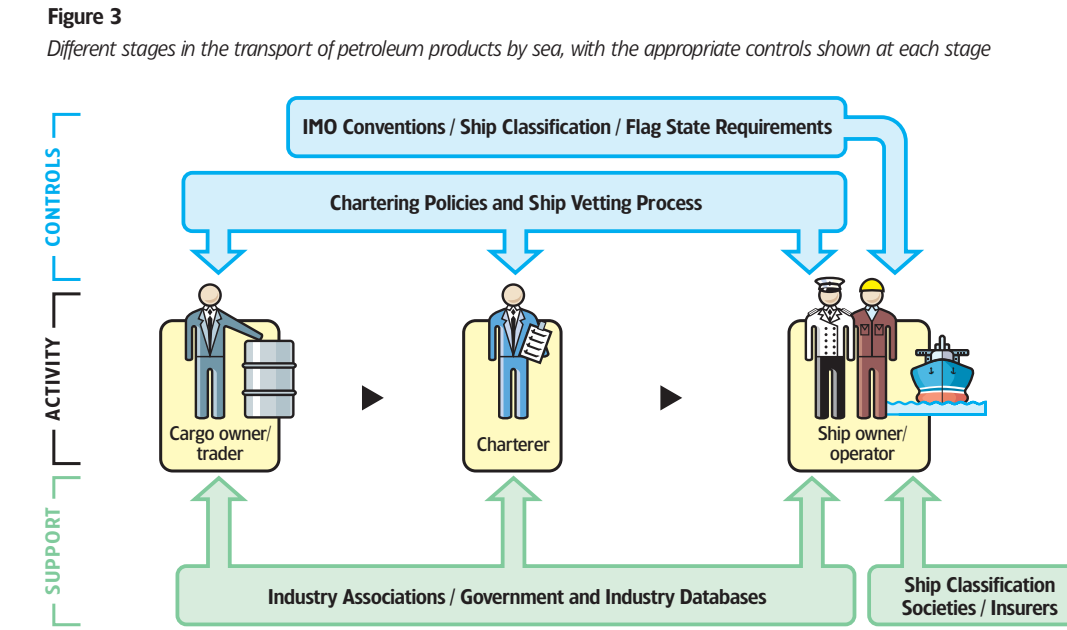 Figure 3
Different stages in the transport of petroleum products by sea, with the appropriate controls shown at each stage
CONTROLS
IMO Conventions / Ship Classification / Flag State Requirements
Chartering Policies and Ship Vetting Process
ACTIVITY
Cargo owner/
trader
Charterer
Ship owner/
operator
SUPPORT
Industry Associations / Government and Industry Databases
Ship Classification
Societies / Insurers